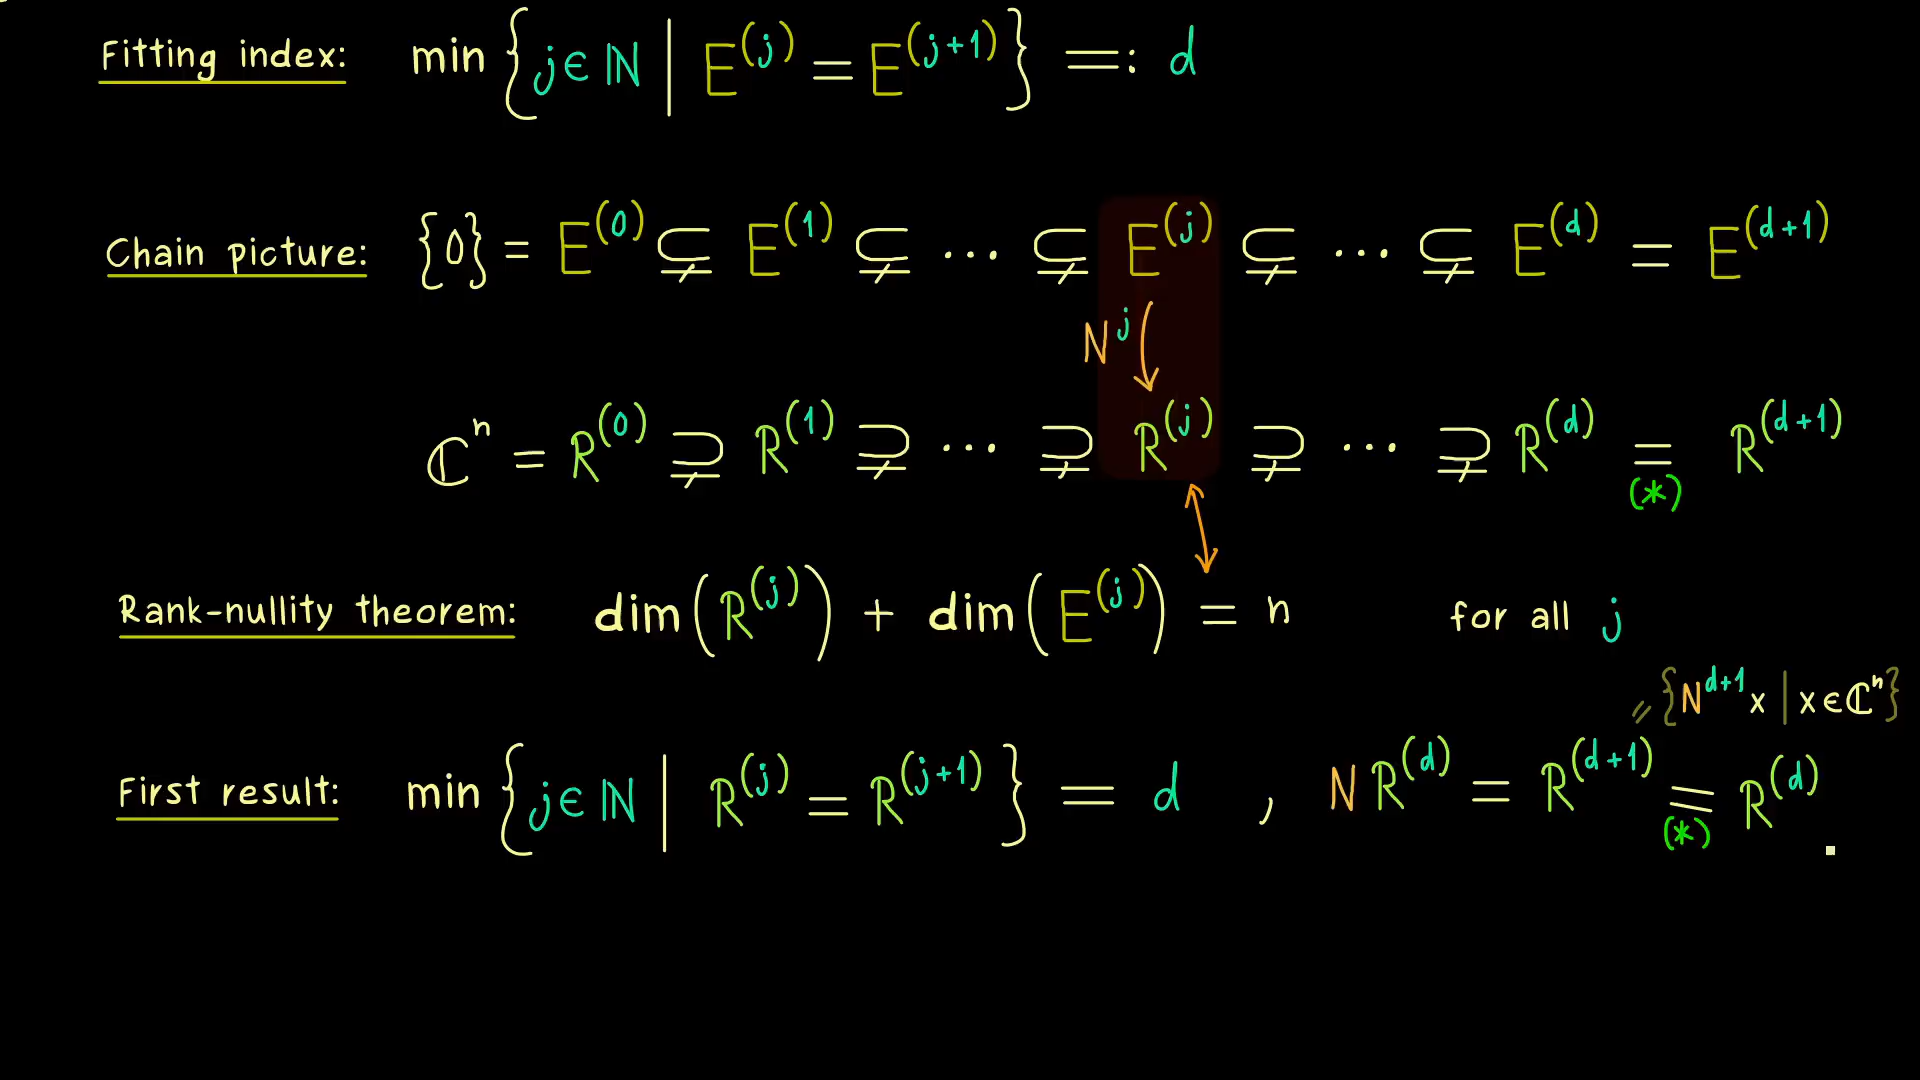 Fitting index: min { j ∈ ℕ | E^(j) = E^(j+1) } =: d
Chain picture: {0} = E^(0) ⊊ E^(1) ⊊ ⋯ ⊊ E^(j) ⊊ ⋯ ⊊ E^(d) = E^(d+1)
N^j
ℂ^n = R^(0) ⊋ R^(1) ⊋ ⋯ ⊋ R^(j) ⊋ ⋯ ⊋ R^(d) = R^(d+1)
(*)
Rank-nullity theorem: dim(R^(j)) + dim(E^(j)) = n for all j
= {N^(d+1) x | x ∈ ℂ^n}
First result: min { j ∈ ℕ | R^(j) = R^(j+1) } = d , N R^(d) = R^(d+1) = R^(d) .
(*)